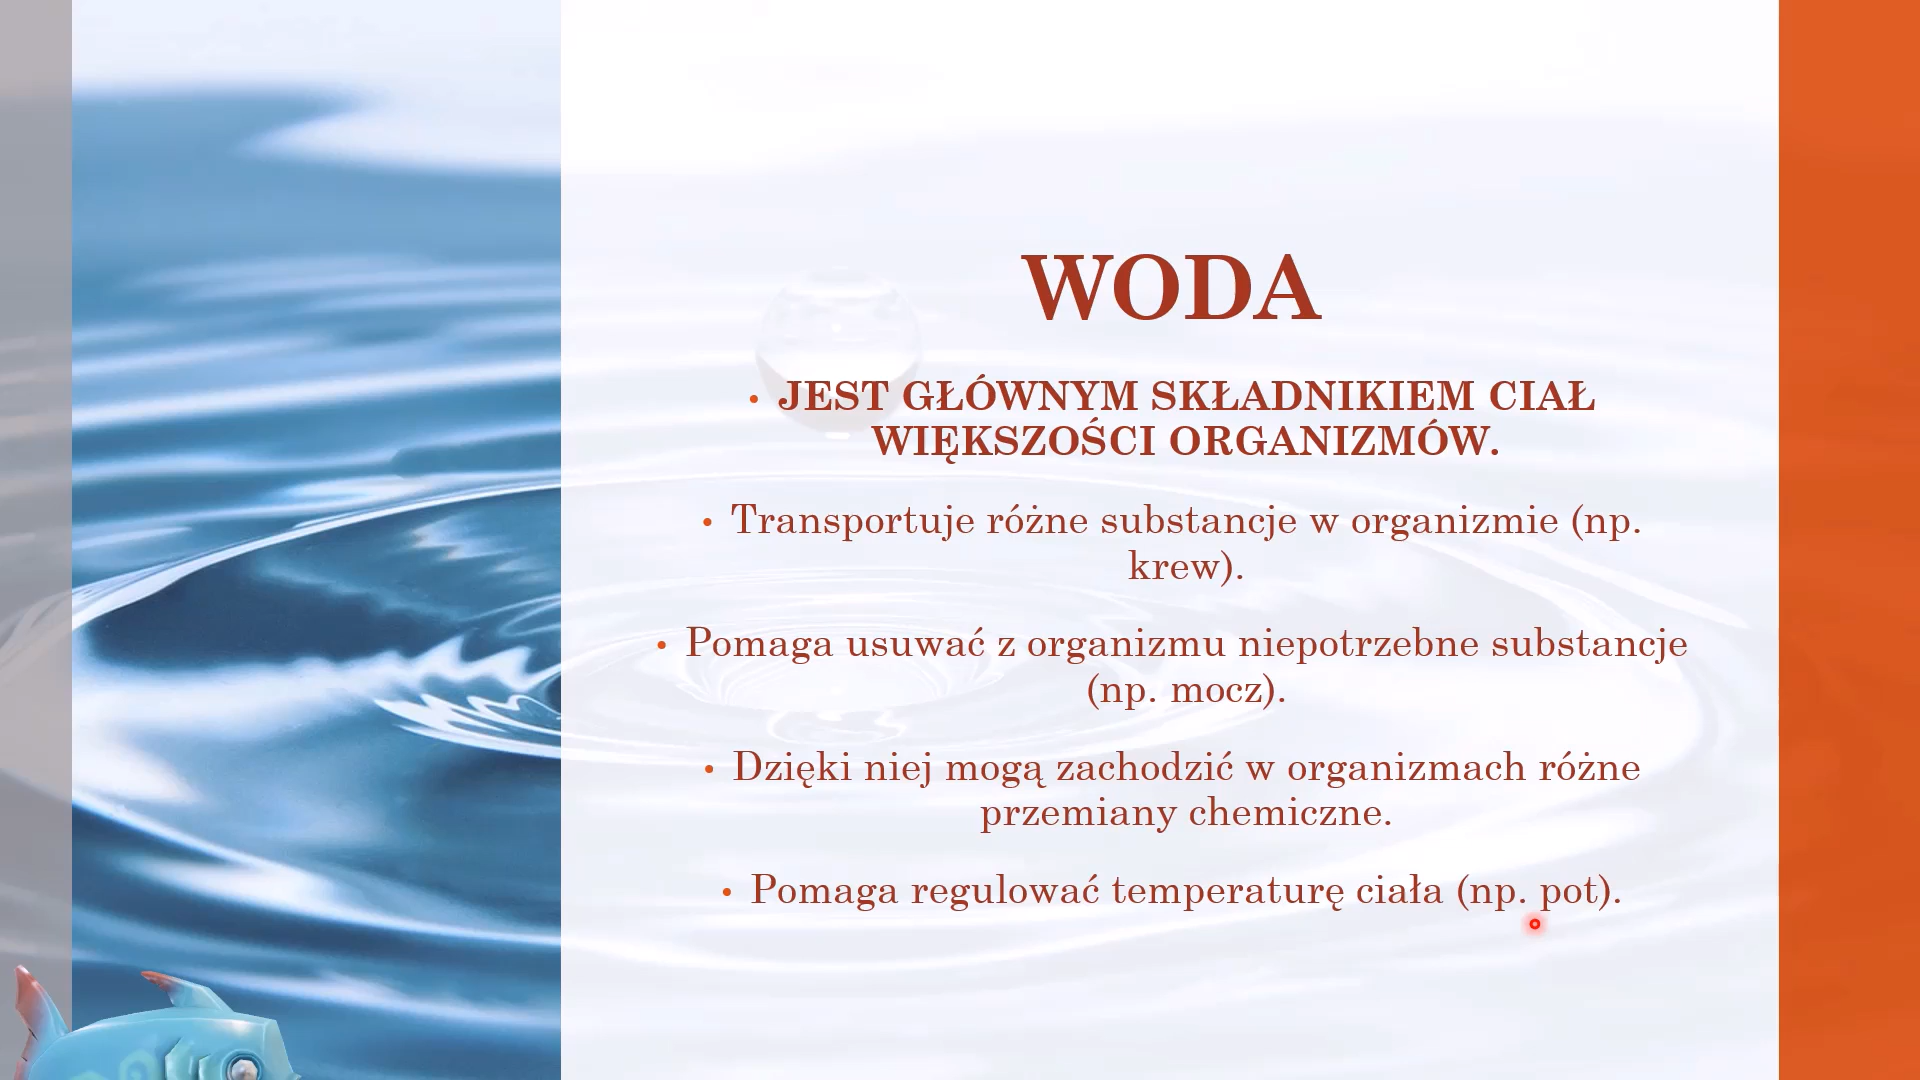 WODA
• JEST GŁÓWNYM SKŁADNIKIEM CIAŁ
WIĘKSZOŚCI ORGANIZMÓW.
• Transportuje różne substancje w organizmie (np.
krew).
• Pomaga usuwać z organizmu niepotrzebne substancje
(np. mocz).
• Dzięki niej mogą zachodzić w organizmach różne
przemiany chemiczne.
• Pomaga regulować temperaturę ciała (np. pot).